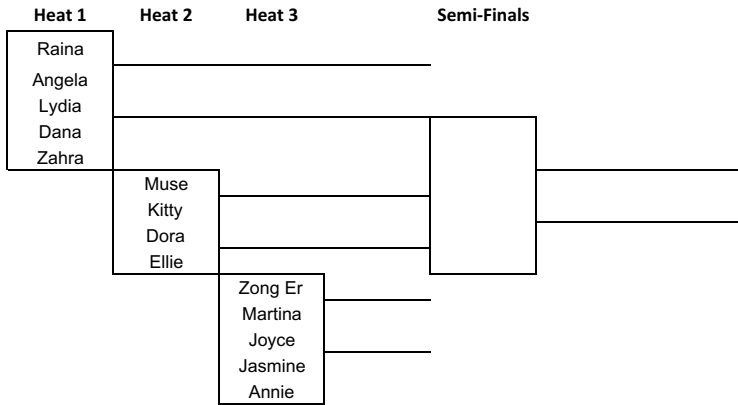 Heat 1 Heat 2 Heat 3 Semi-Finals
Raina
Angela
Lydia
Dana
Zahra
Muse
Kitty
Dora
Ellie
Zong Er
Martina
Joyce
Jasmine
Annie